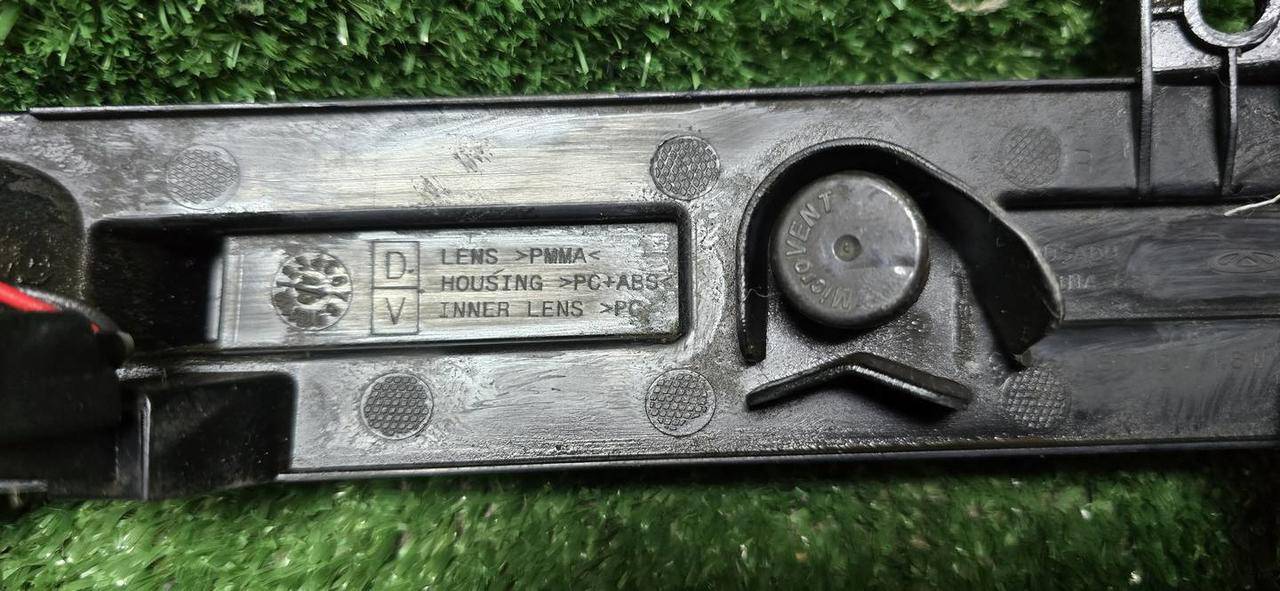 D.
V
LENS >PMMA<
HOUSING >PC+ABS<
INNER LENS >PC
MicroVENT